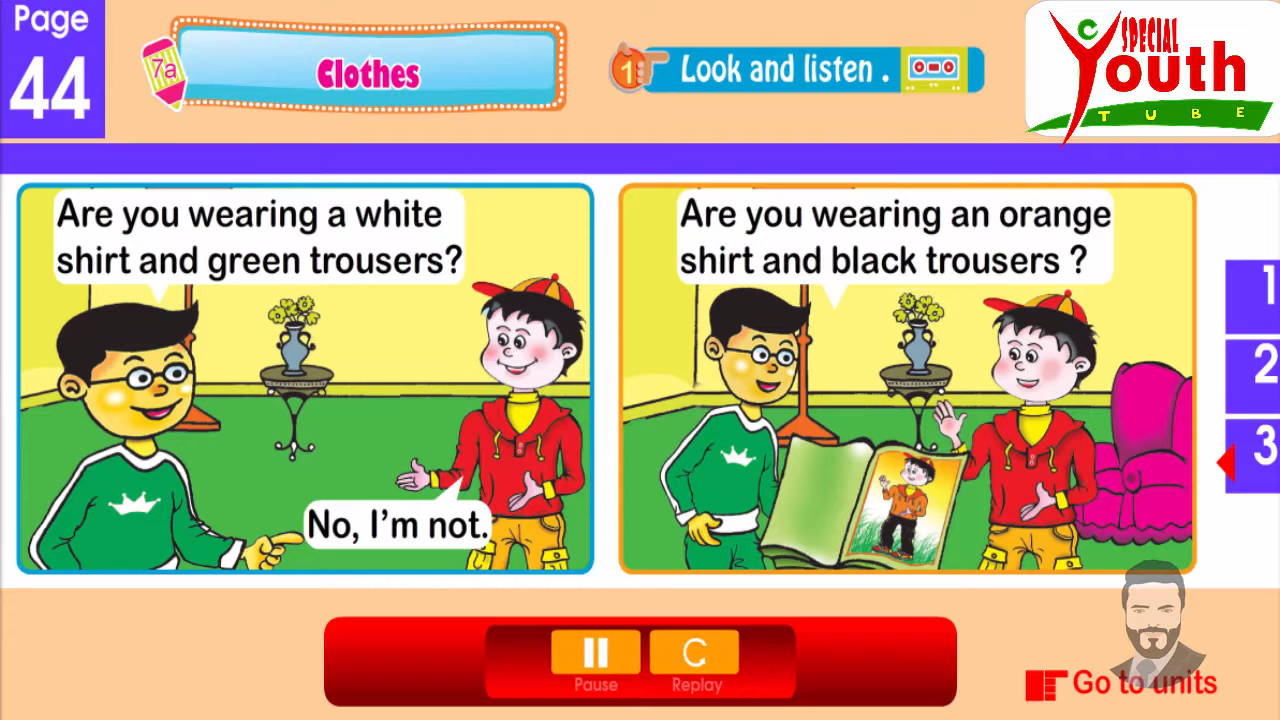 Page
44
7a
Clothes
1
Look and listen .
C
SPECIAL
Youth
TUBE
Are you wearing a white
shirt and green trousers?
No, I'm not.
Are you wearing an orange
shirt and black trousers ?
1
2
3
Pause
Replay
Go to units